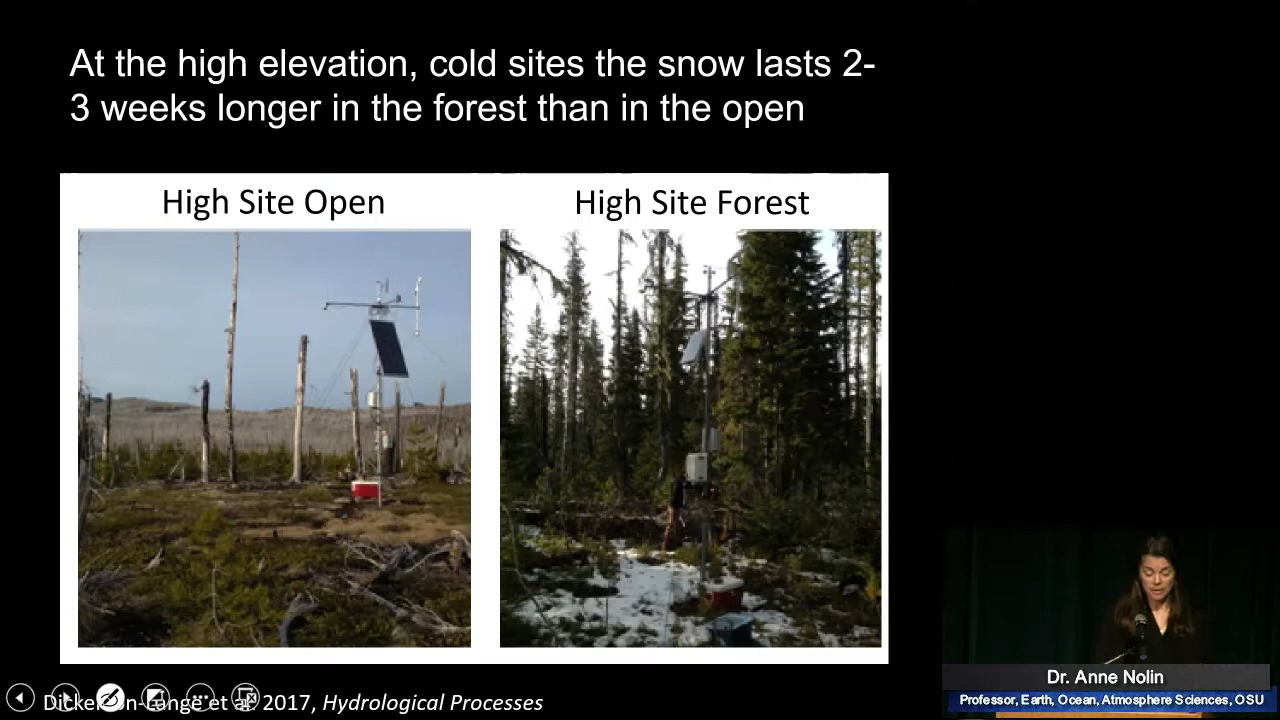 At the high elevation, cold sites the snow lasts 2-
3 weeks longer in the forest than in the open
High Site Open
High Site Forest
et al 2017, Hydrological Processes
Dr. Anne Nolin
Professor, Earth, Ocean, Atmosphere Sciences, OSU